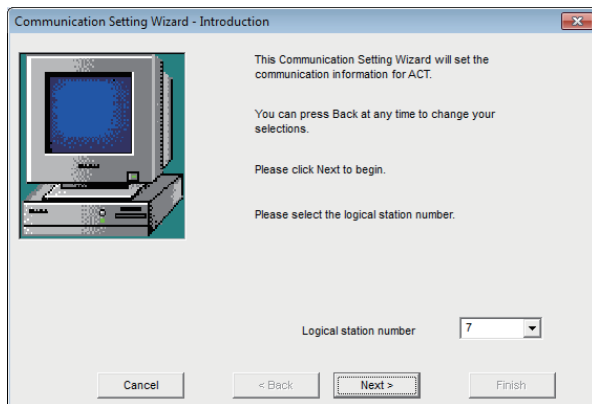 Communication Setting Wizard - Introduction
This Communication Setting Wizard will set the
communication information for ACT.
You can press Back at any time to change your
selections.
Please click Next to begin.
Please select the logical station number.
Logical station number 7
Cancel < Back Next > Finish